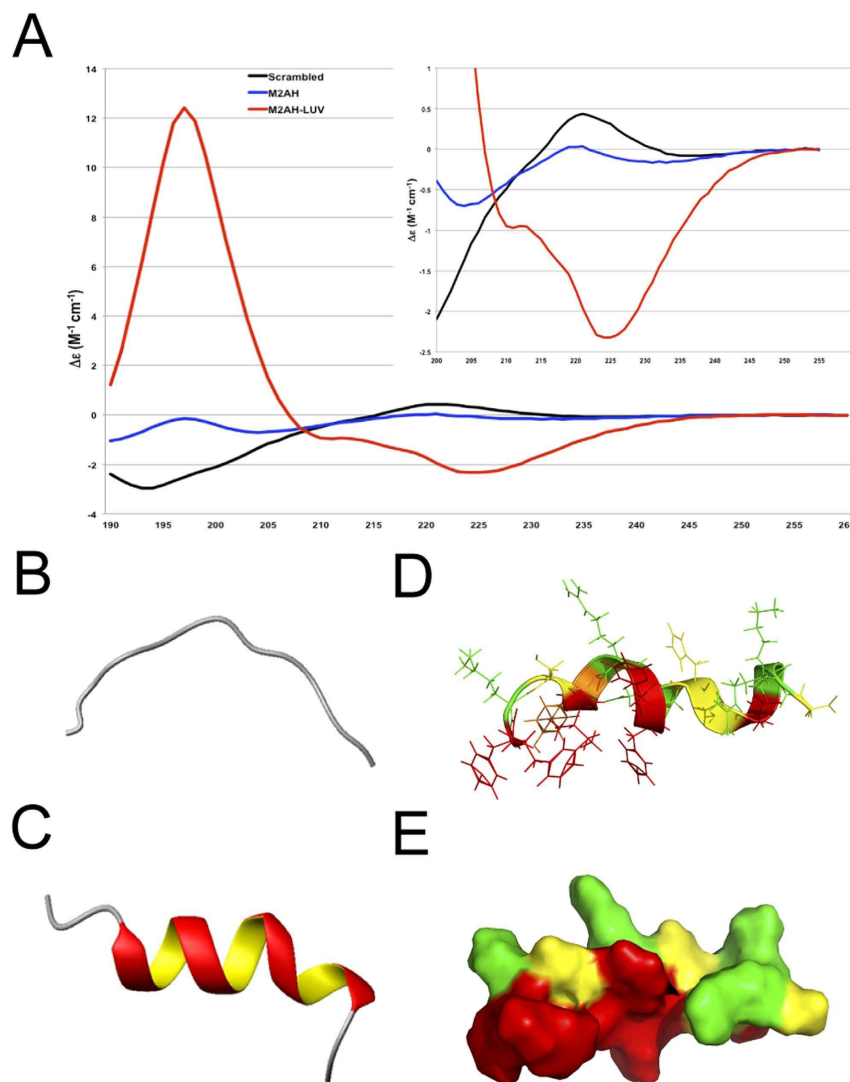 A
14
12
10
8
6
4
2
0
-2
-4
Δε (M⁻¹ cm⁻¹)
190 195 200 205 210 215 220 225 230 235 240 245 250 255 26
Scrambled
M2AH
M2AH-LUV
1
0.5
0
-0.5
-1
-1.5
-2
-2.5
Δε (M⁻¹ cm⁻¹)
200 205 210 215 220 225 230 235 240 245 250 255
B
D
C
E